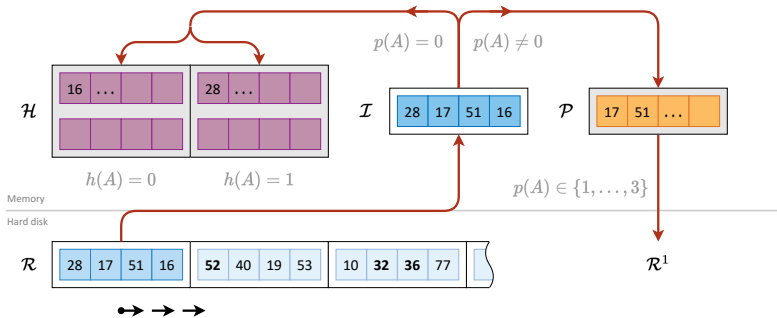 p(A) = 0 p(A) ≠ 0
16 ... 28 ...
ℋ ℐ 28 17 51 16 𝒫 17 51 ...
h(A) = 0 h(A) = 1 p(A) ∈ {1, . . . , 3}
Memory
Hard disk
ℛ 28 17 51 16 52 40 19 53 10 32 36 77 ℛ¹